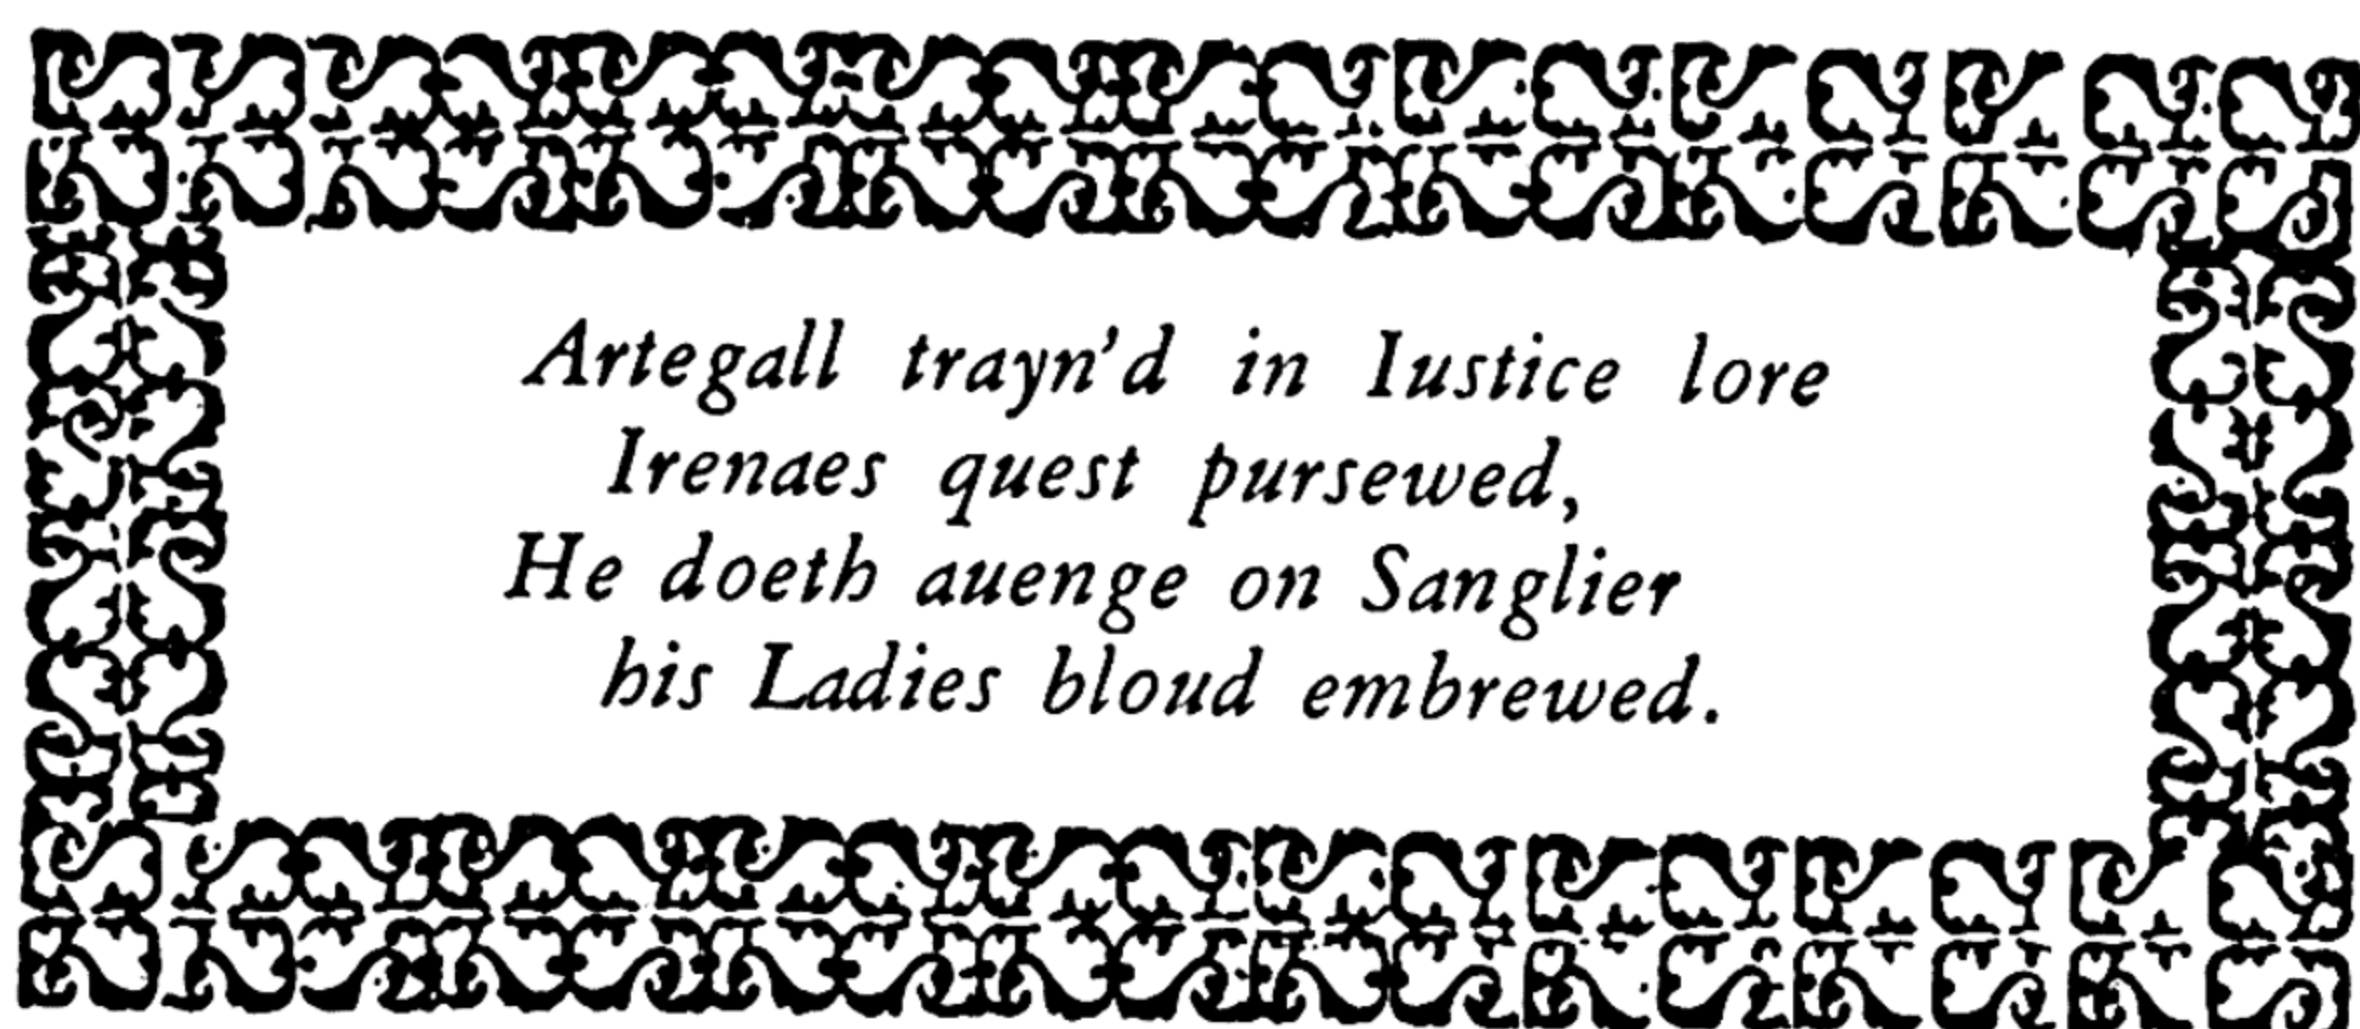 Artegall trayn'd in Iustice lore
Irenaes quest pursewed,
He doeth auenge on Sanglier
his Ladies bloud embrewed.